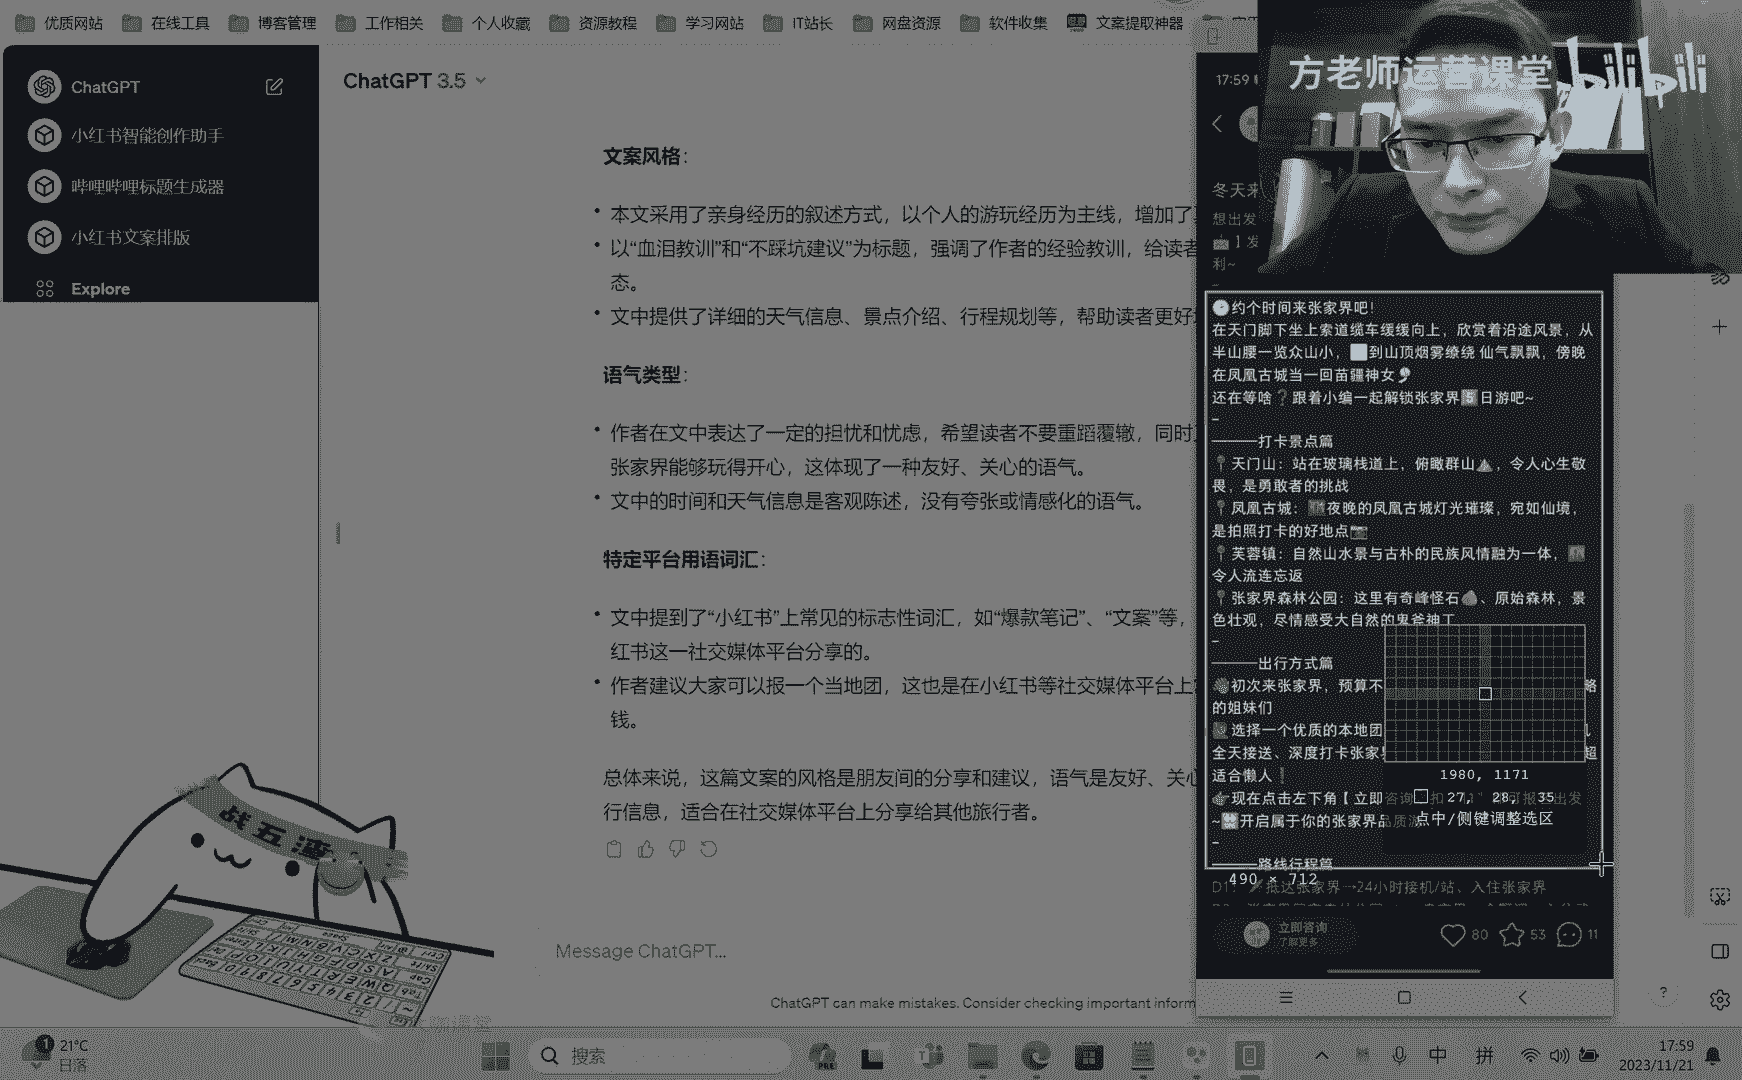 优质网站
在线工具
博客管理
工作相关
个人收藏
资源教程
学习网站
IT站长
网盘资源
软件收集
文案提取神器
ChatGPT
小红书智能创作助手
哔哩哔哩标题生成器
小红书文案排版
Explore
ChatGPT 3.5
文案风格：
本文采用了亲身经历的叙述方式，以个人的游玩经历为主线，增加了
以“血泪教训”和“不踩坑建议”为标题，强调了作者的经验教训，给读者
态。
文中提供了详细的天气信息、景点介绍、行程规划等，帮助读者更好
语气类型：
作者在文中表达了一定的担忧和忧虑，希望读者不要重蹈覆辙，同时
张家界能够玩得开心，这体现了一种友好、关心的语气。
文中的时间和天气信息是客观陈述，没有夸张或情感化的语气。
特定平台用语词汇：
文中提到了“小红书”上常见的标志性词汇，如“爆款笔记”、“文案”等，
红书这一社交媒体平台分享的。
作者建议大家可以报一个当地团，这也是在小红书等社交媒体平台上
钱。
总体来说，这篇文案的风格是朋友间的分享和建议，语气是友好、关心
行信息，适合在社交媒体平台上分享给其他旅行者。
Message ChatGPT...
ChatGPT can make mistakes. Consider checking important inform
方老师运营课堂 bilibili
17:59
冬天来
想出发
】发
利~
约个时间来张家界吧！
在天门脚下坐上索道缆车缓缓向上，欣赏着沿途风景，从
半山腰一览众山小，到山顶烟雾缭绕 仙气飘飘，傍晚
在凤凰古城当一回苗疆神女
还在等啥❓跟着小编一起解锁张家界5日游吧~
-
———打卡景点篇
📍天门山：站在玻璃栈道上，俯瞰群山⛰，令人心生敬
畏，是勇敢者的挑战
📍凤凰古城：夜晚的凤凰古城灯光璀璨，宛如仙境，
是拍照打卡的好地点📷
📍芙蓉镇：自然山水景与古朴的民族风情融为一体，
令人流连忘返
📍张家界森林公园：这里有奇峰怪石、原始森林，景
色壮观，尽情感受大自然的鬼斧神工
-
———出行方式篇
初次来张家界，预算不
略
的姐妹们
选择一个优质的本地团
全天接送、深度打卡张家界
超
适合懒人❗
👉现在点击左下角【立即咨询
可报
出发
~开启属于你的张家界品质游
-
———路线行程篇
1980, 1171
27, 28, 35
点中/侧键调整选区
490 × 712
D1：抵达张家界→24小时接机/站、入住张家界
立即咨询
了解更多
80
53
11
战五渣
21°C
日落
1
搜索
中
拼
17:59
2023/11/21